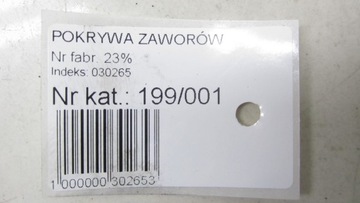 POKRYWA ZAWORÓW
Nr fabr. 23%
Indeks: 030265
Nr kat.: 199/001
1 000000 302653